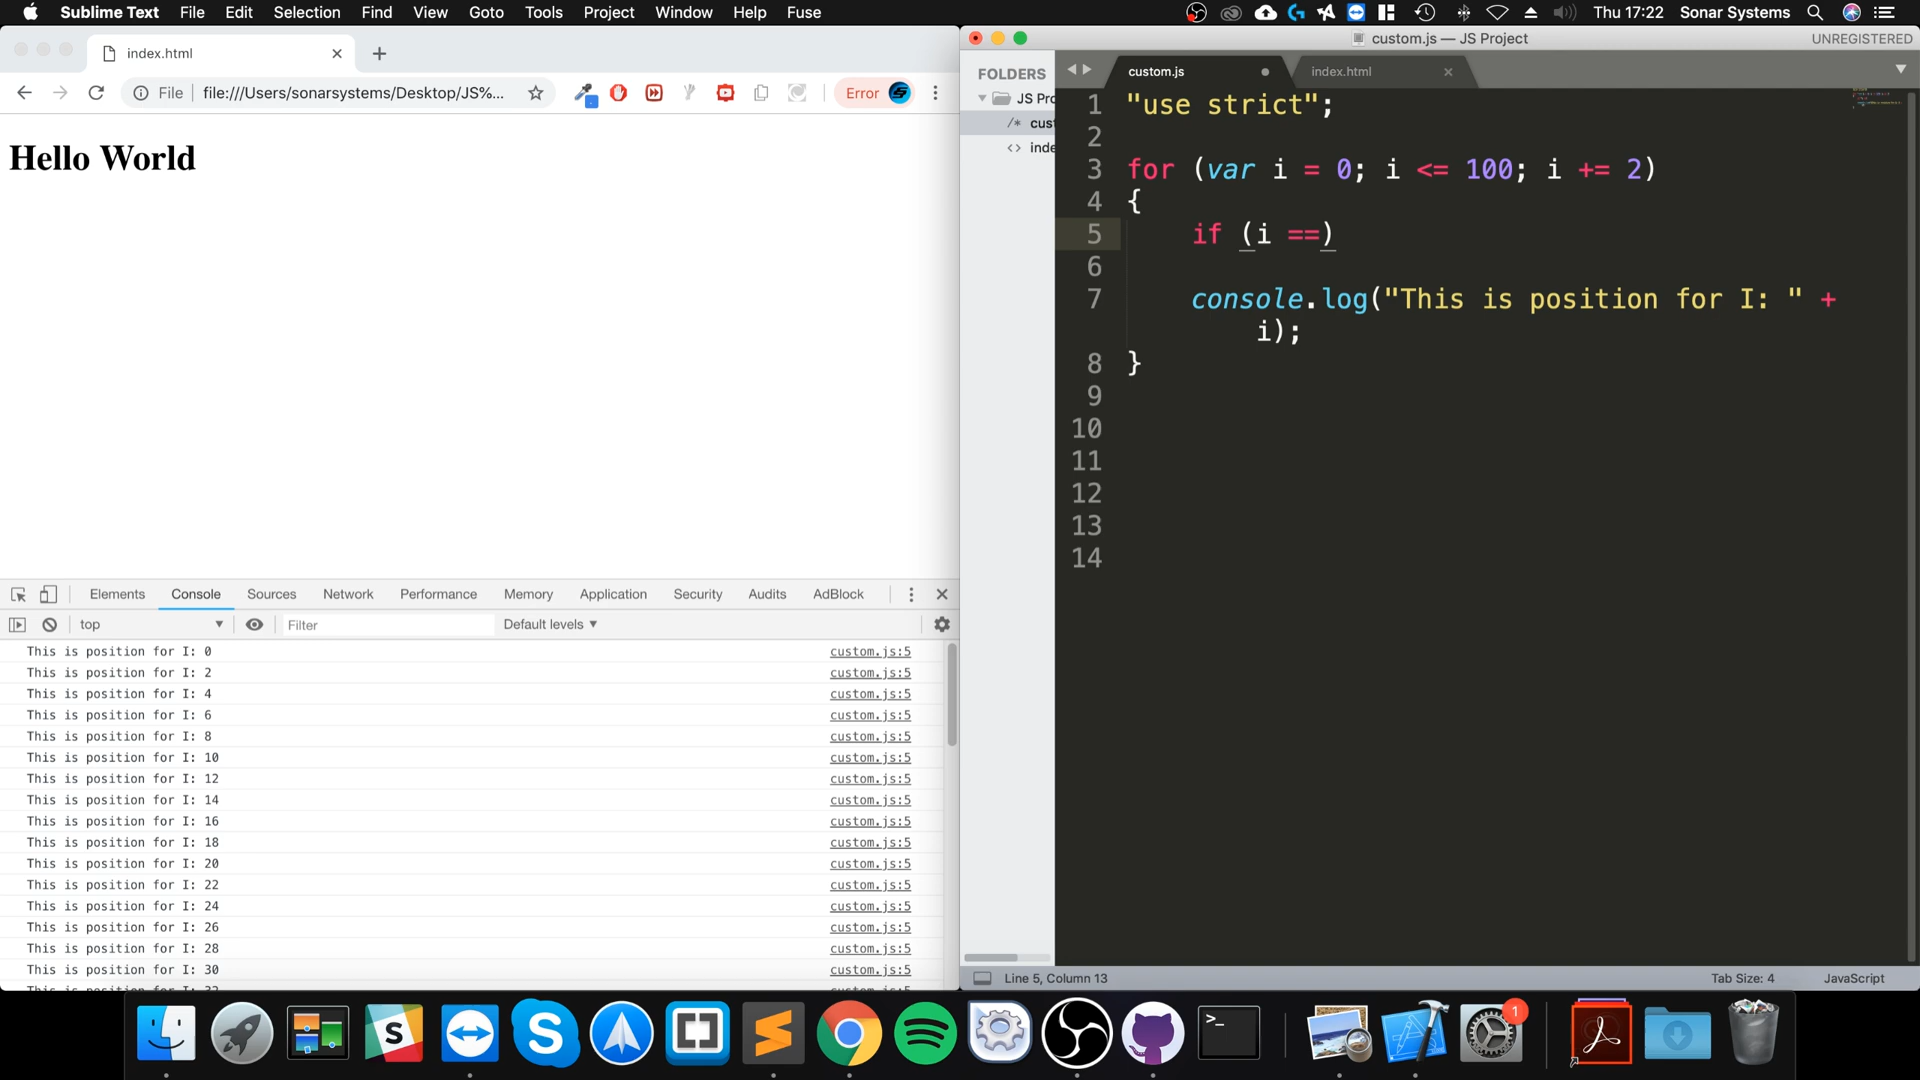 Sublime Text File Edit Selection Find View Goto Tools Project Window Help Fuse Thu 17:22 Sonar Systems
index.html
File file:///Users/sonarsystems/Desktop/JS%... Error
Hello World
Elements Console Sources Network Performance Memory Application Security Audits AdBlock
top Filter Default levels
This is position for I: 0 custom.js:5
This is position for I: 2 custom.js:5
This is position for I: 4 custom.js:5
This is position for I: 6 custom.js:5
This is position for I: 8 custom.js:5
This is position for I: 10 custom.js:5
This is position for I: 12 custom.js:5
This is position for I: 14 custom.js:5
This is position for I: 16 custom.js:5
This is position for I: 18 custom.js:5
This is position for I: 20 custom.js:5
This is position for I: 22 custom.js:5
This is position for I: 24 custom.js:5
This is position for I: 26 custom.js:5
This is position for I: 28 custom.js:5
This is position for I: 30 custom.js:5
custom.js — JS Project UNREGISTERED
FOLDERS
JS Pro
/* cust
<> inde
custom.js index.html
1 "use strict";
2
3 for (var i = 0; i <= 100; i += 2)
4 {
5 if (i ==)
6
7 console.log("This is position for I: " +
i);
8 }
9
10
11
12
13
14
Line 5, Column 13 Tab Size: 4 JavaScript
S
S
>_
1